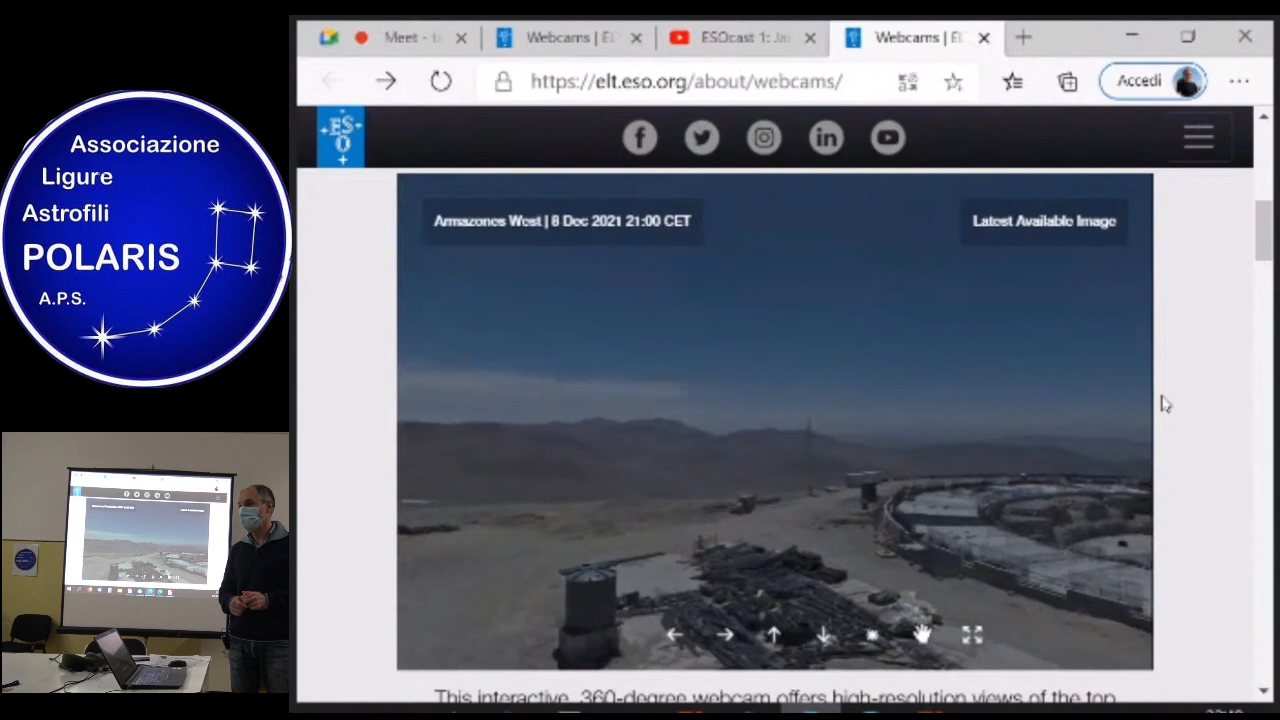 Associazione
Ligure
Astrofili
POLARIS
A.P.S.
Meet -
Webcams | E
ESOcast 1: Ja
Webcams | EL
https://elt.eso.org/about/webcams/
Accedi
ESO
Armazones West | 8 Dec 2021 21:00 CET
Latest Available Image
This interactive, 360-degree webcam offers high-resolution views of the top